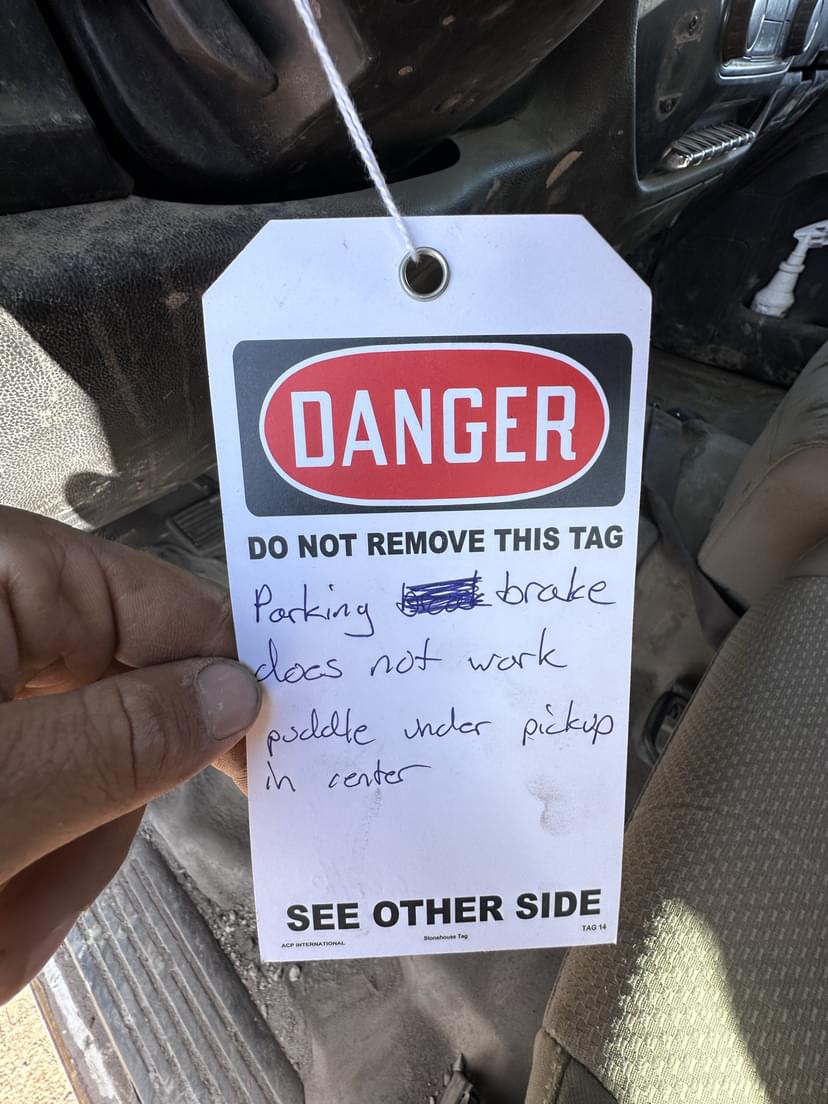 DANGER
DO NOT REMOVE THIS TAG
Parking brake
does not work
puddle under pickup
in center
SEE OTHER SIDE
ACP INTERNATIONAL
Stonehouse Tag
TAG 14